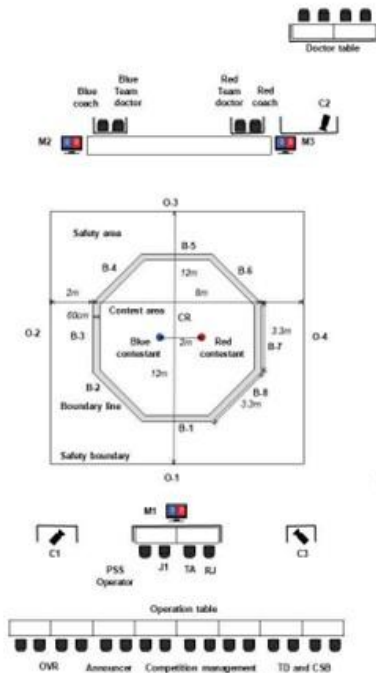 Doctor table
Blue coach
Blue Team doctor
Red Team doctor
Red coach
C2
M2
M3
O-3
Safety area
B-5
B-4
B-6
12m
2m
8m
Contest area
60cm
CR
O-2
B-3
3.3m
O-4
Blue contestant
2m
Red contestant
B-7
12m
B-2
B-8
Boundary line
3.3m
B-1
Safety boundary
O-1
M1
C1
C3
PSS Operator
J1
TA
RJ
Operation table
OVR
Announcer
Competition management
TD and CSB